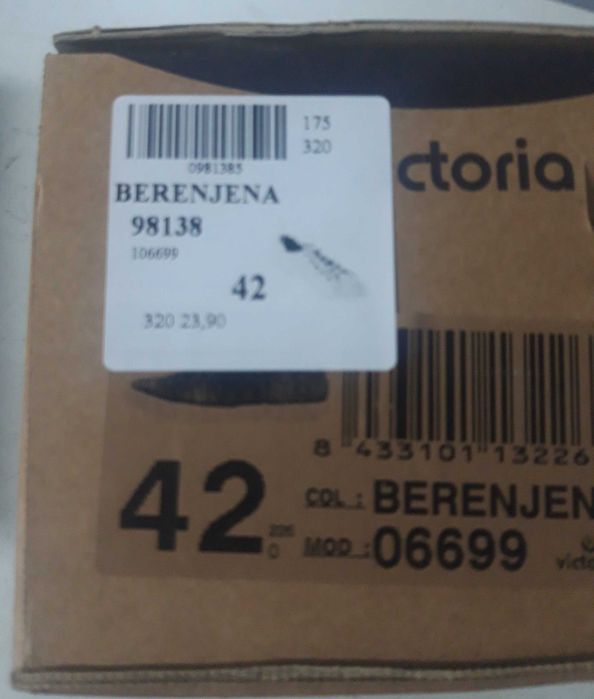 175
320
0981385
BERENJENA
98138
106699
42
320 23,90
ctoria
8 433101 13226
42
COL.: BERENJEN
MOD.: 06699
victo